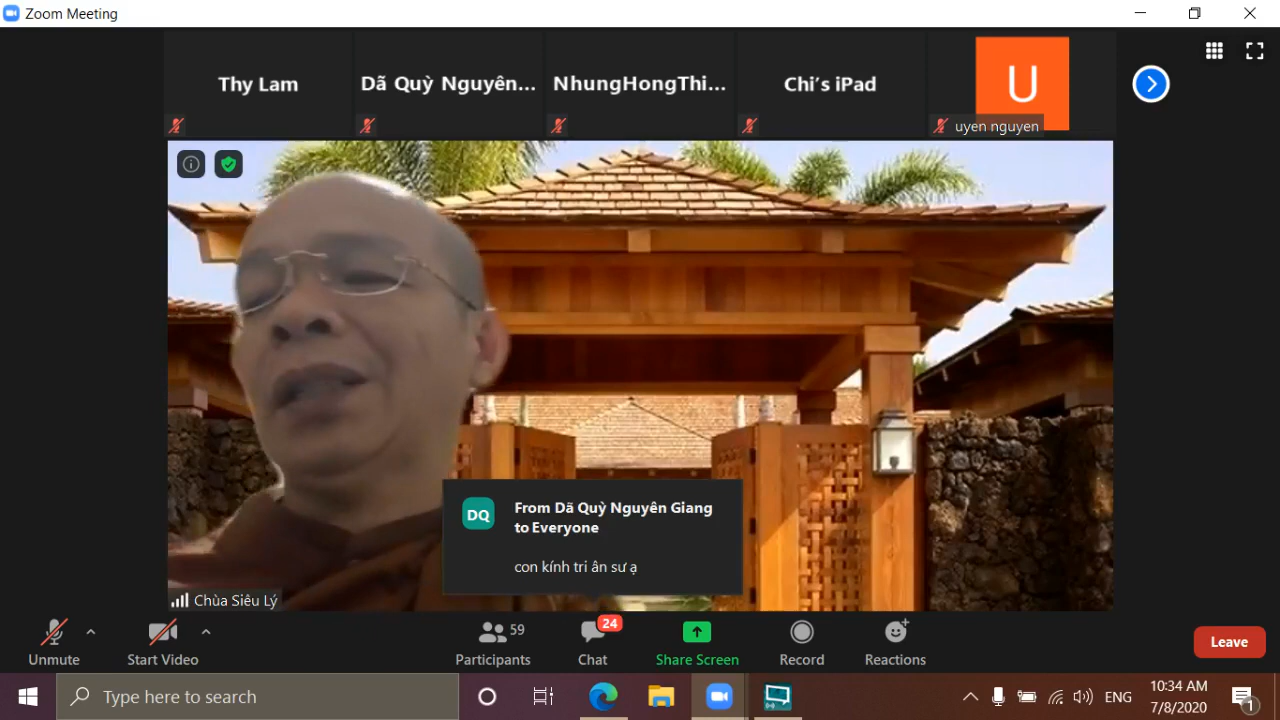 Zoom Meeting
Thy Lam
Dã Quỳ Nguyên...
NhungHongThi...
Chi's iPad
U
uyen nguyen
DQ
From Dã Quỳ Nguyên Giang
to Everyone
con kính tri ân sư ạ
Chùa Siêu Lý
59
24
Unmute
Start Video
Participants
Chat
Share Screen
Record
Reactions
Leave
Type here to search
ENG
10:34 AM
7/8/2020
1